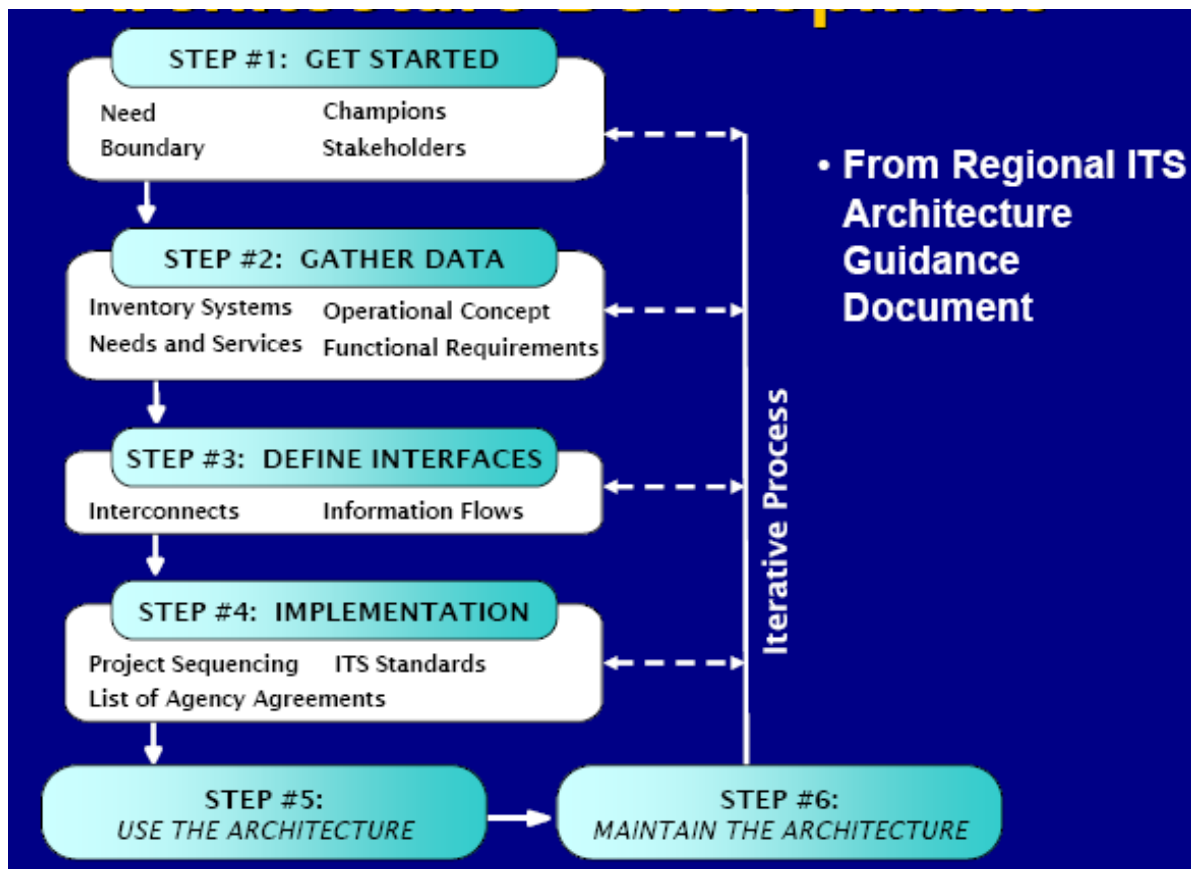 Architecture Development
STEP #1: GET STARTED
Need
Champions
Boundary
Stakeholders
STEP #2: GATHER DATA
Inventory Systems
Operational Concept
Needs and Services
Functional Requirements
STEP #3: DEFINE INTERFACES
Interconnects
Information Flows
STEP #4: IMPLEMENTATION
Project Sequencing
ITS Standards
List of Agency Agreements
STEP #5:
USE THE ARCHITECTURE
STEP #6:
MAINTAIN THE ARCHITECTURE
Iterative Process
• From Regional ITS
Architecture
Guidance
Document